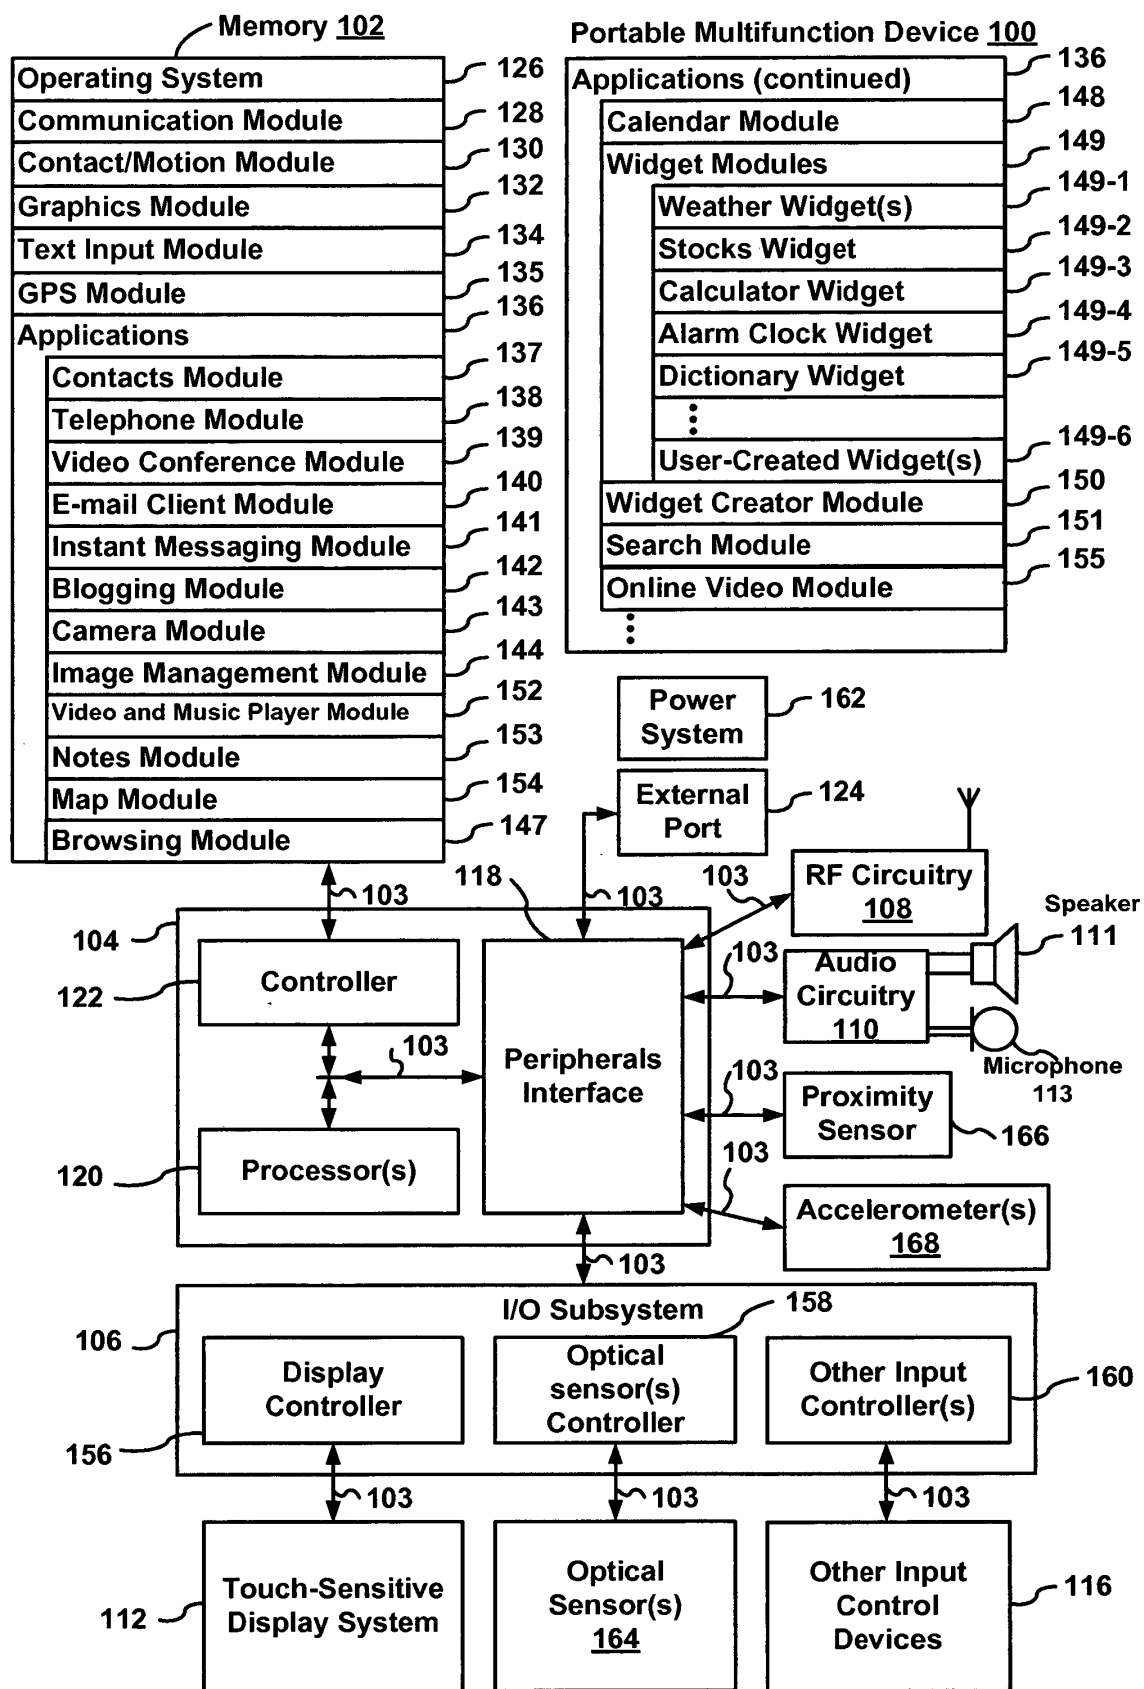 Memory 102
Operating System 126
Communication Module 128
Contact/Motion Module 130
Graphics Module 132
Text Input Module 134
GPS Module 135
Applications 136
Contacts Module 137
Telephone Module 138
Video Conference Module 139
E-mail Client Module 140
Instant Messaging Module 141
Blogging Module 142
Camera Module 143
Image Management Module 144
Video and Music Player Module 152
Notes Module 153
Map Module 154
Browsing Module 147
Portable Multifunction Device 100
Applications (continued) 136
Calendar Module 148
Widget Modules 149
Weather Widget(s) 149-1
Stocks Widget 149-2
Calculator Widget 149-3
Alarm Clock Widget 149-4
Dictionary Widget 149-5
User-Created Widget(s) 149-6
Widget Creator Module 150
Search Module 151
Online Video Module 155
Power
System
162
External
Port
124
103
118
103
103
RF Circuitry
108
Speaker
111
104
122
Controller
103
Peripherals
Interface
103
Audio
Circuitry
110
Microphone
113
103
Proximity
Sensor
166
120
Processor(s)
103
Accelerometer(s)
168
103
I/O Subsystem
106
158
Display
Controller
156
Optical
sensor(s)
Controller
Other Input
Controller(s)
160
103
103
103
112
Touch-Sensitive
Display System
Optical
Sensor(s)
164
Other Input
Control
Devices
116